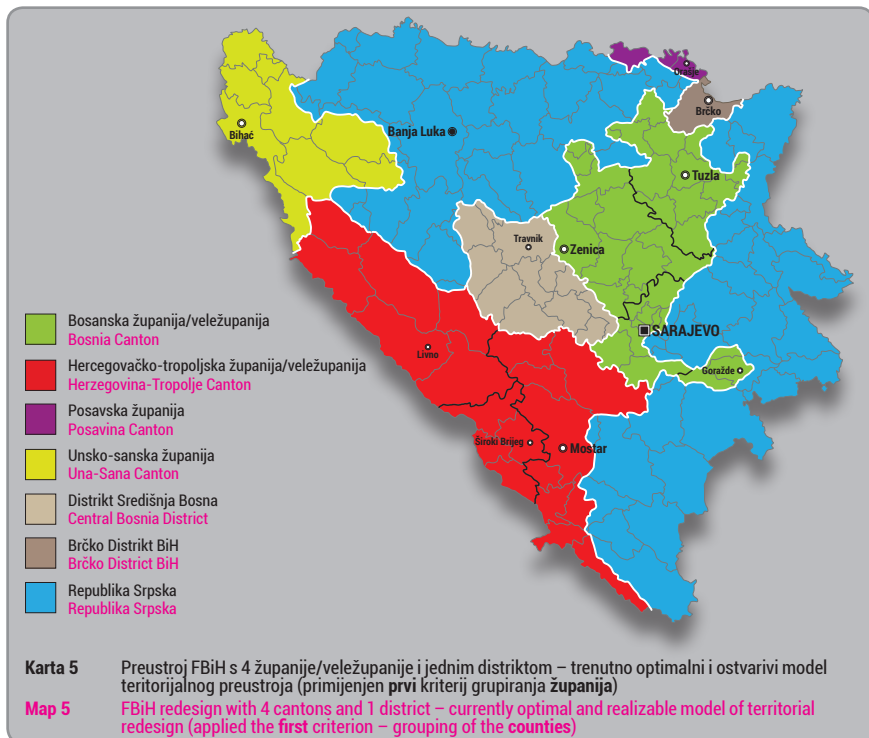 Orašje
Brčko
Bihać
Banja Luka
Tuzla
Travnik
Zenica
SARAJEVO
Livno
Goražde
Široki Brijeg
Mostar
Bosanska županija/veležupanija
Bosnia Canton
Hercegovačko-tropoljska županija/veležupanija
Herzegovina-Tropolje Canton
Posavska županija
Posavina Canton
Unsko-sanska županija
Una-Sana Canton
Distrikt Središnja Bosna
Central Bosnia District
Brčko Distrikt BiH
Brčko District BiH
Republika Srpska
Republika Srpska
Karta 5 Preustroj FBiH s 4 županije/veležupanije i jednim distriktom – trenutno optimalni i ostvarivi model
teritorijalnog preustroja (primijenjen prvi kriterij grupiranja županija)
Map 5 FBiH redesign with 4 cantons and 1 district – currently optimal and realizable model of territorial
redesign (applied the first criterion – grouping of the counties)